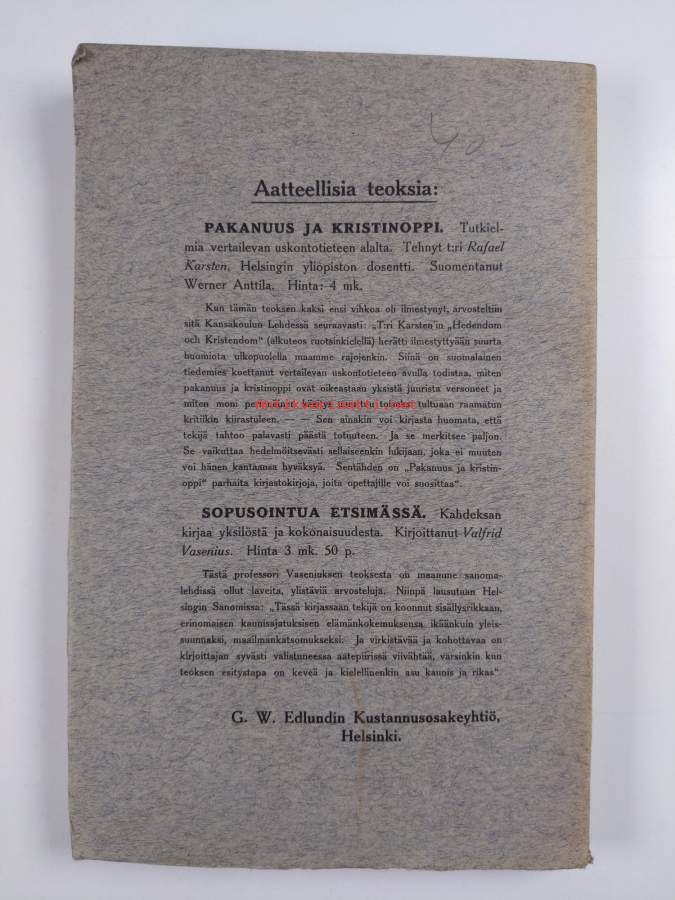 40-
Aatteellisia teoksia:
PAKANUUS JA KRISTINOPPI. Tutkiel-
mia vertailevan uskontotieteen alalta. Tehnyt t:ri Rafael
Karsten, Helsingin yliopiston dosentti. Suomentanut
Werner Anttila. Hinta: 4 mk.
Kun tämän teoksen kaksi ensi vihkoa oli ilmestynyt, arvosteltiin
sitä Kansakoulun Lehdessä seuraavasti: „T:ri Karsten'in „Hedendom
och Kristendom“ (alkuteos ruotsinkielellä) herätti ilmestyttyään suurta
huomiota ulkopuolella maamme rajojenkin. Siinä on suomalainen
tiedemies koettanut vertailevan uskontotieteen avulla todistaa, miten
pakanuus ja kristinoppi ovat oikeastaan yksistä juurista versoneet ja
miten moni käsitys toiseksi tultuaan raamatun
kritiikin kiirastuleen. — — Sen ainakin voi kirjasta huomata, että
tekijä tahtoo palavasti päästä totuuteen. Ja se merkitsee paljon.
Se vaikuttaa hedelmöitsevästi sellaiseenkin lukijaan, joka ei muuten
voi hänen kantaansa hyväksyä. Sentähden on „Pakanuus ja kristin-
oppi“ parhaita kirjastokirjoja, joita opettajille voi suosittaa“.
SOPUSOINTUA ETSIMÄSSÄ. Kahdeksan
kirjaa yksilöstä ja kokonaisuudesta. Kirjoittanut Valfrid
Vasenius. Hinta 3 mk. 50 p.
Tästä professori Vaseniuksen teoksesta on maamme sanoma-
lehdissä ollut laveita, ylistäviä arvosteluja. Niinpä lausutaan Hel-
singin Sanomissa: „Tässä kirjassaan tekijä on koonnut sisällysrikkaan,
erinomaisen kaunissjatuksisen elämänkokemuksensa ikäänkuin yleis-
suunnaksi, maailmankatsomukseksi. Ja virkistävää ja kohottavaa on
kirjoittajan syvästi valistuneessa aatepiirissä viivähtää, varsinkin kun
teoksen esitystapa on keveä ja kielellinenkin asu kaunis ja rikas“
G. W. Edlundin Kustannusosakeyhtiö,
Helsinki.